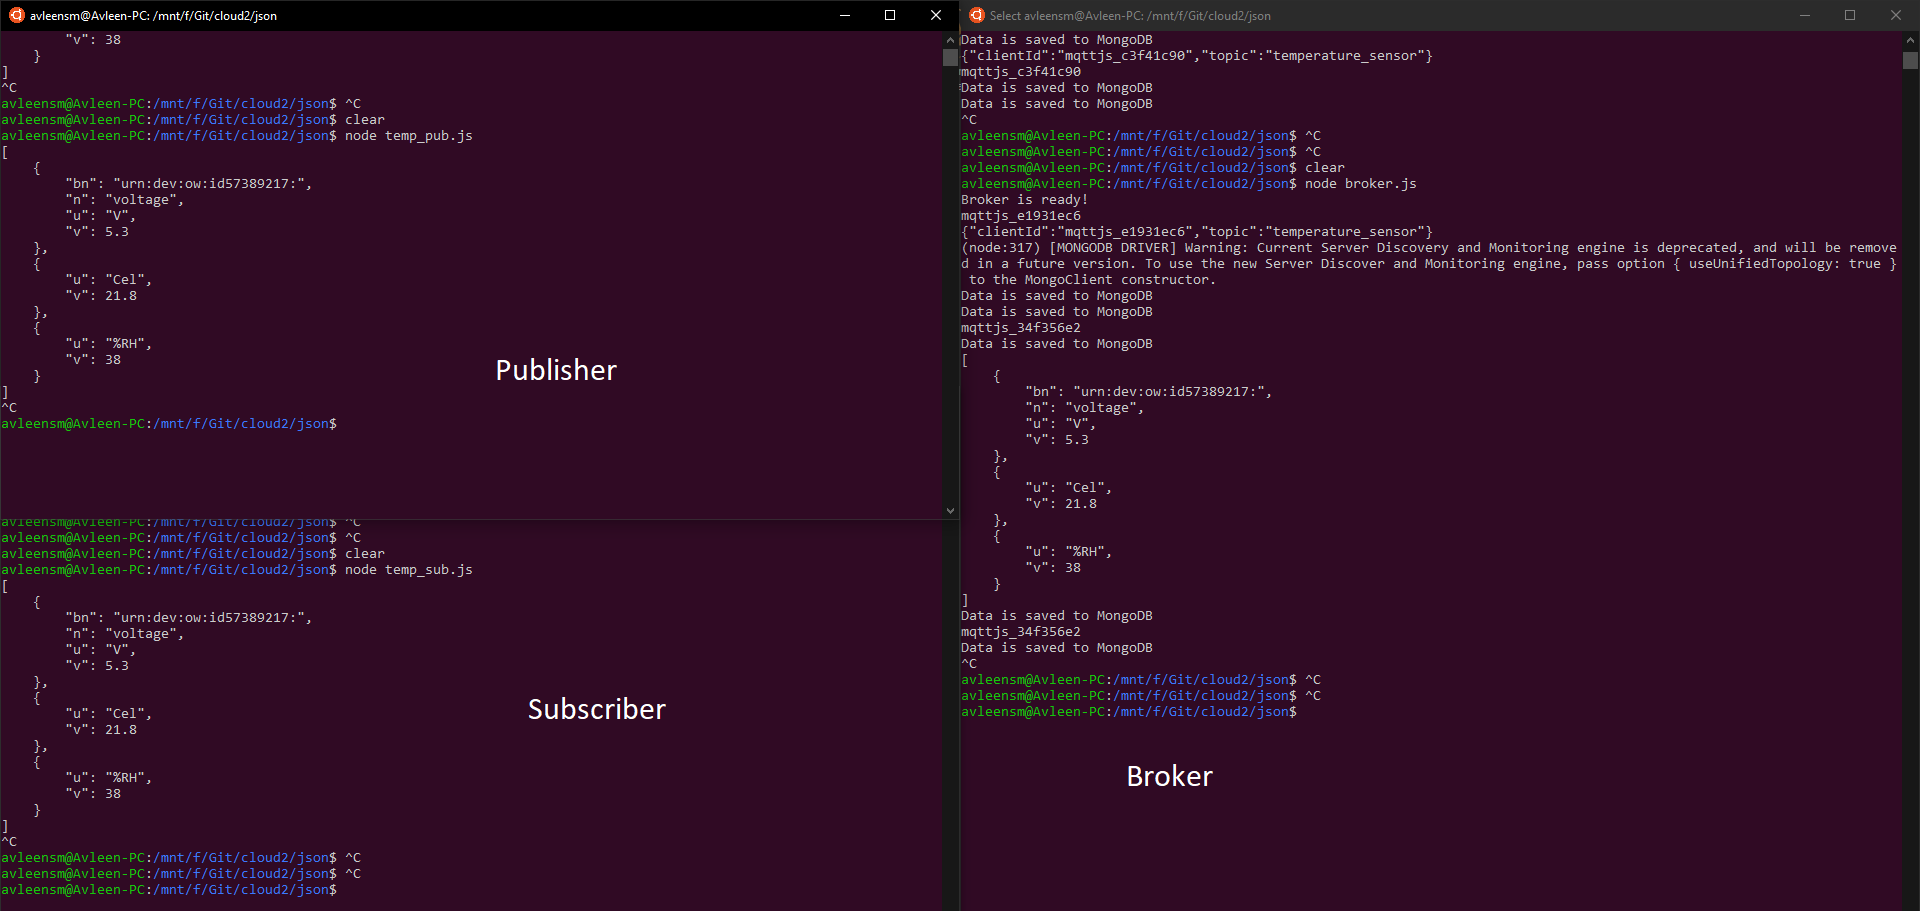 avleensm@Avleen-PC: /mnt/f/Git/cloud2/json
        "v": 38
    }
]
^C
avleensm@Avleen-PC:/mnt/f/Git/cloud2/json$ ^C
avleensm@Avleen-PC:/mnt/f/Git/cloud2/json$ clear
avleensm@Avleen-PC:/mnt/f/Git/cloud2/json$ node temp_pub.js
[
    {
        "bn": "urn:dev:ow:id57389217:",
        "n": "voltage",
        "u": "V",
        "v": 5.3
    },
    {
        "u": "Cel",
        "v": 21.8
    },
    {
        "u": "%RH",
        "v": 38
    }
]
^C
avleensm@Avleen-PC:/mnt/f/Git/cloud2/json$
Publisher
avleensm@Avleen-PC:/mnt/f/Git/cloud2/json$ ^C
avleensm@Avleen-PC:/mnt/f/Git/cloud2/json$ ^C
avleensm@Avleen-PC:/mnt/f/Git/cloud2/json$ clear
avleensm@Avleen-PC:/mnt/f/Git/cloud2/json$ node temp_sub.js
[
    {
        "bn": "urn:dev:ow:id57389217:",
        "n": "voltage",
        "u": "V",
        "v": 5.3
    },
    {
        "u": "Cel",
        "v": 21.8
    },
    {
        "u": "%RH",
        "v": 38
    }
]
^C
avleensm@Avleen-PC:/mnt/f/Git/cloud2/json$ ^C
avleensm@Avleen-PC:/mnt/f/Git/cloud2/json$ ^C
avleensm@Avleen-PC:/mnt/f/Git/cloud2/json$
Subscriber
Select avleensm@Avleen-PC: /mnt/f/Git/cloud2/json
Data is saved to MongoDB
{"clientId":"mqttjs_c3f41c90","topic":"temperature_sensor"}
mqttjs_c3f41c90
Data is saved to MongoDB
Data is saved to MongoDB
^C
avleensm@Avleen-PC:/mnt/f/Git/cloud2/json$ ^C
avleensm@Avleen-PC:/mnt/f/Git/cloud2/json$ ^C
avleensm@Avleen-PC:/mnt/f/Git/cloud2/json$ clear
avleensm@Avleen-PC:/mnt/f/Git/cloud2/json$ node broker.js
Broker is ready!
mqttjs_e1931ec6
{"clientId":"mqttjs_e1931ec6","topic":"temperature_sensor"}
(node:317) [MONGODB DRIVER] Warning: Current Server Discovery and Monitoring engine is deprecated, and will be remove
d in a future version. To use the new Server Discover and Monitoring engine, pass option { useUnifiedTopology: true }
 to the MongoClient constructor.
Data is saved to MongoDB
Data is saved to MongoDB
mqttjs_34f356e2
Data is saved to MongoDB
[
    {
        "bn": "urn:dev:ow:id57389217:",
        "n": "voltage",
        "u": "V",
        "v": 5.3
    },
    {
        "u": "Cel",
        "v": 21.8
    },
    {
        "u": "%RH",
        "v": 38
    }
]
Data is saved to MongoDB
mqttjs_34f356e2
Data is saved to MongoDB
^C
avleensm@Avleen-PC:/mnt/f/Git/cloud2/json$ ^C
avleensm@Avleen-PC:/mnt/f/Git/cloud2/json$ ^C
avleensm@Avleen-PC:/mnt/f/Git/cloud2/json$
Broker